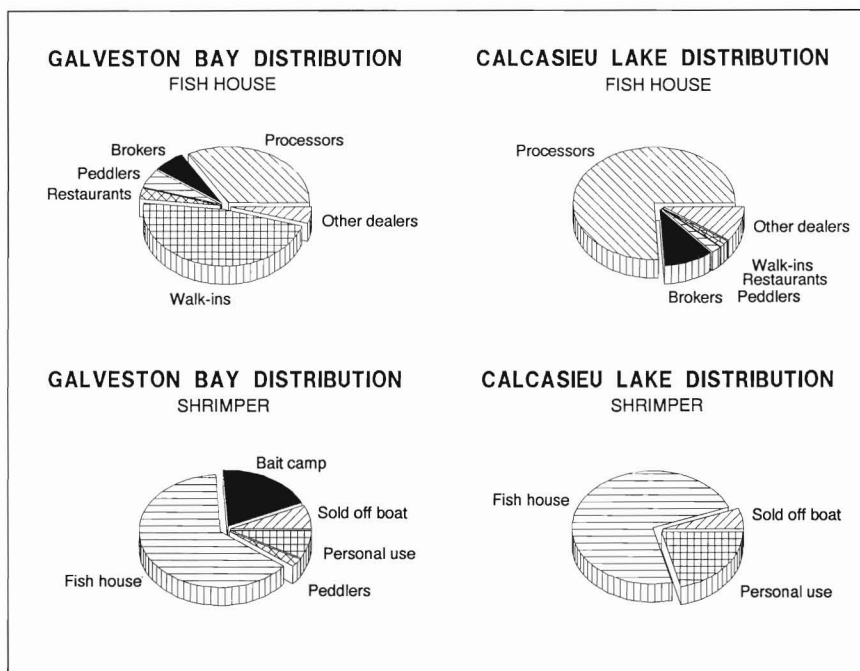 GALVESTON BAY DISTRIBUTION
FISH HOUSE
Processors
Brokers
Peddlers
Restaurants
Other dealers
Walk-ins
CALCASIEU LAKE DISTRIBUTION
FISH HOUSE
Processors
Other dealers
Walk-ins
Restaurants
Brokers Peddlers
GALVESTON BAY DISTRIBUTION
SHRIMPER
Bait camp
Sold off boat
Personal use
Fish house
Peddlers
CALCASIEU LAKE DISTRIBUTION
SHRIMPER
Fish house
Sold off boat
Personal use